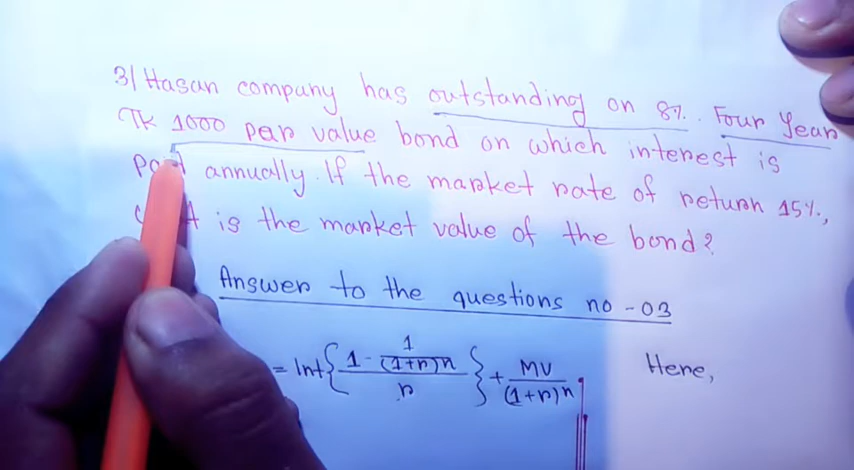 3/ Hasan company has outstanding on 8%. Four Year
Tk 1000 par value bond on which interest is
annually. If the market rate of return 15%,
is the market value of the bond?
Answer to the questions no - 03
= Int{ (1 - 1/(1+r)n) / r } + MV/(1+r)n
Here,